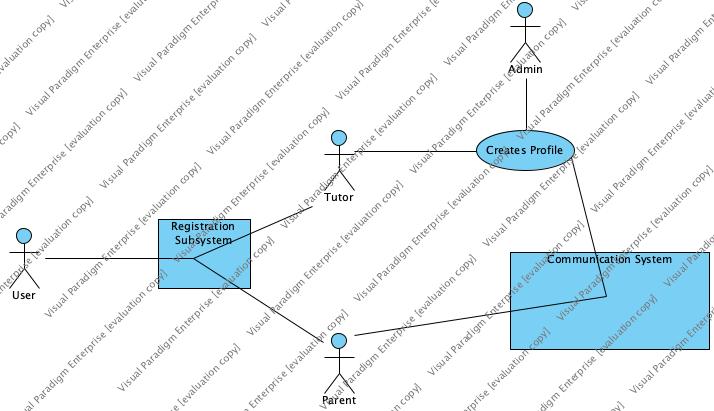 Admin
Creates Profile
Tutor
Registration
Subsystem
User
Communication System
Parent
Visual Paradigm Enterprise [evaluation copy]